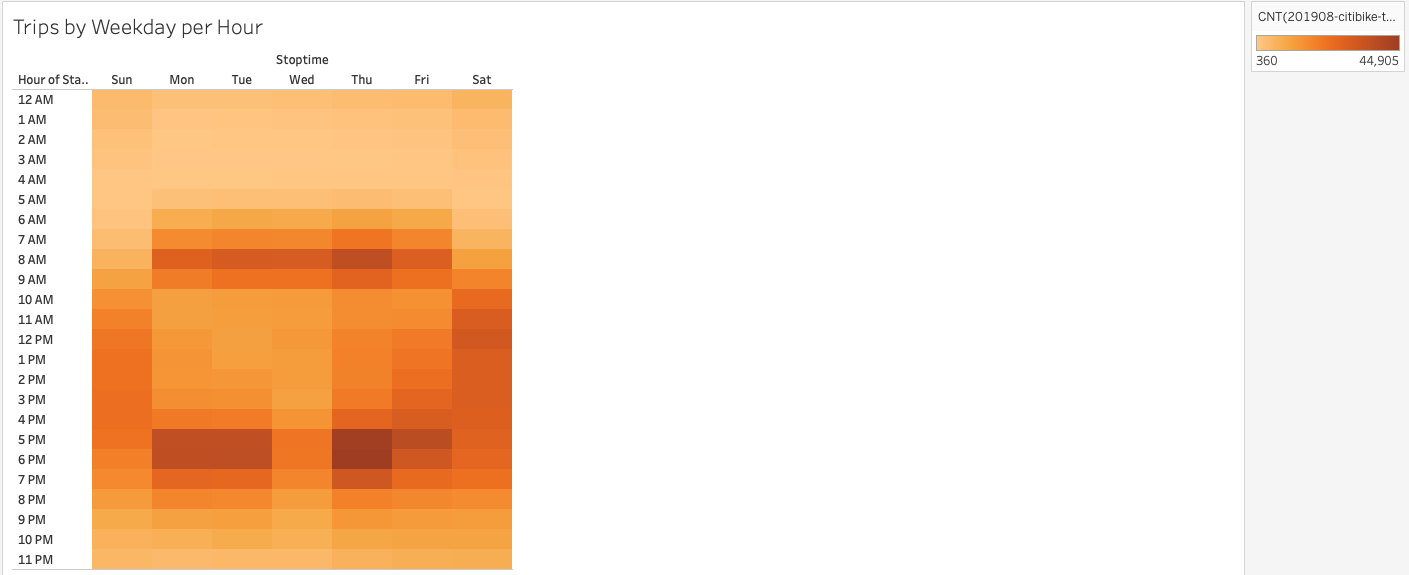 Trips by Weekday per Hour
CNT(201908-citibike-t...
360 44,905
Stoptime
Hour of Sta.. Sun Mon Tue Wed Thu Fri Sat
12 AM
1 AM
2 AM
3 AM
4 AM
5 AM
6 AM
7 AM
8 AM
9 AM
10 AM
11 AM
12 PM
1 PM
2 PM
3 PM
4 PM
5 PM
6 PM
7 PM
8 PM
9 PM
10 PM
11 PM